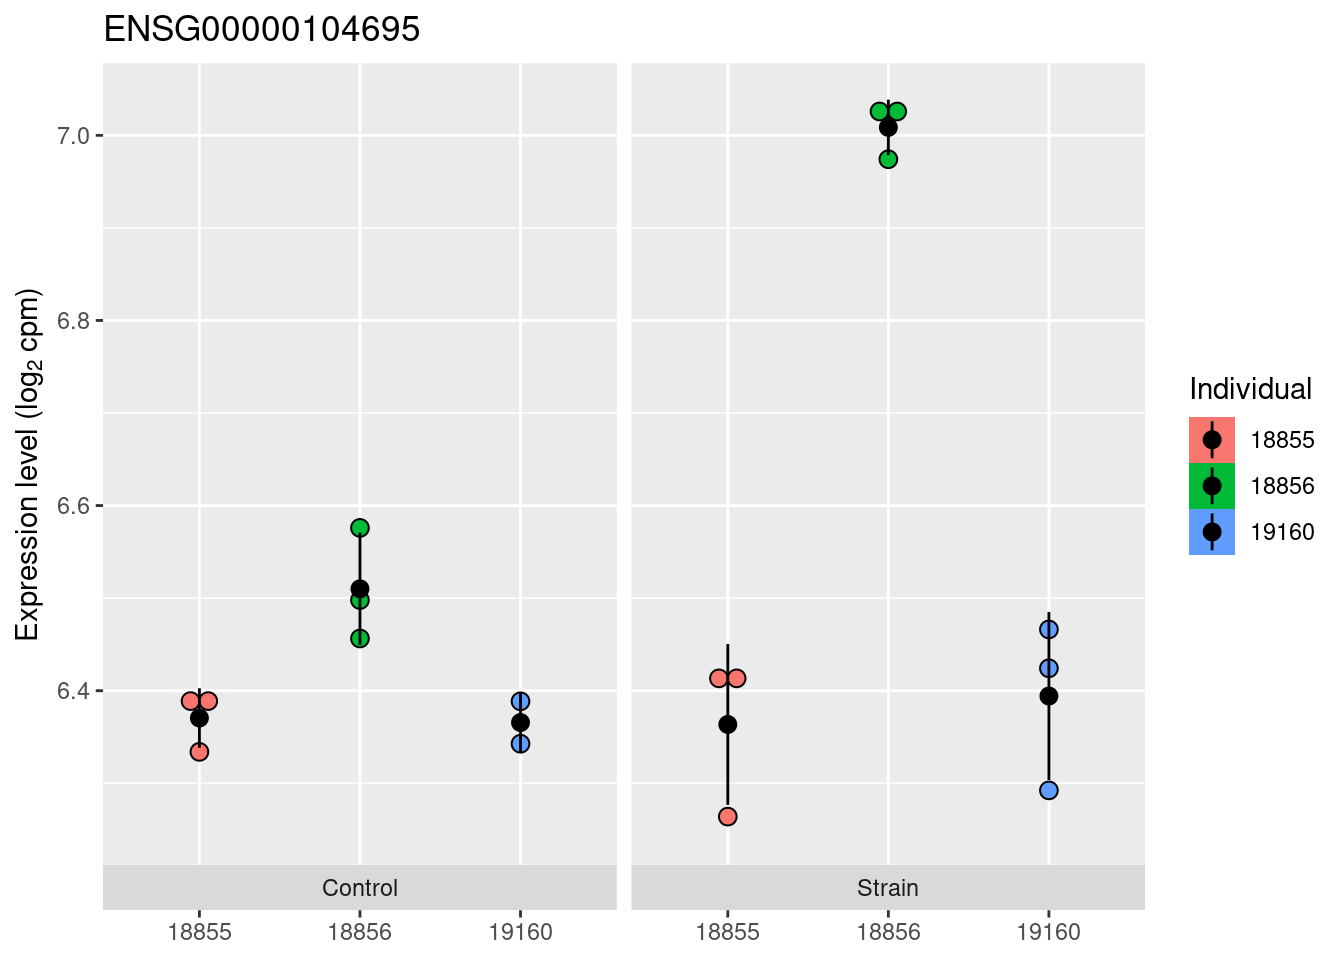 ENSG00000104695
Expression level (log₂ cpm)
7.0
6.8
6.6
6.4
Control
Strain
18855
18856
19160
18855
18856
19160
Individual
18855
18856
19160